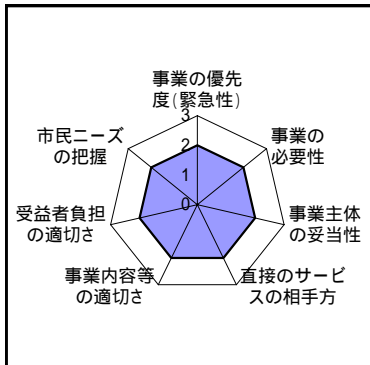 事業の優先
度(緊急性)
3
2
1
0
事業の
必要性
事業主体
の妥当性
直接のサービ
スの相手方
事業内容等
の適切さ
受益者負担
の適切さ
市民ニーズ
の把握